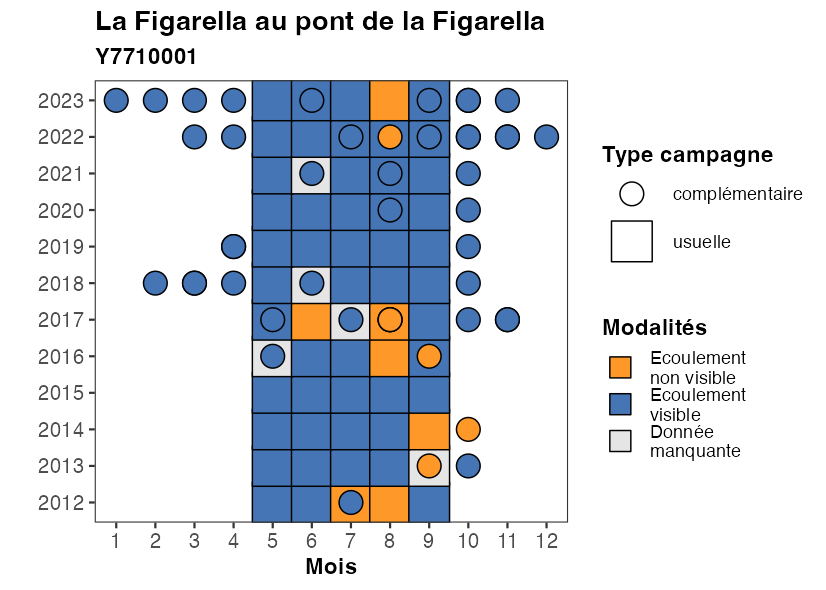 La Figarella au pont de la Figarella
Y7710001
2023
2022
2021
2020
2019
2018
2017
2016
2015
2014
2013
2012
1 2 3 4 5 6 7 8 9 10 11 12
Mois
Type campagne
complémentaire
usuelle
Modalités
Ecoulement
non visible
Ecoulement
visible
Donnée
manquante